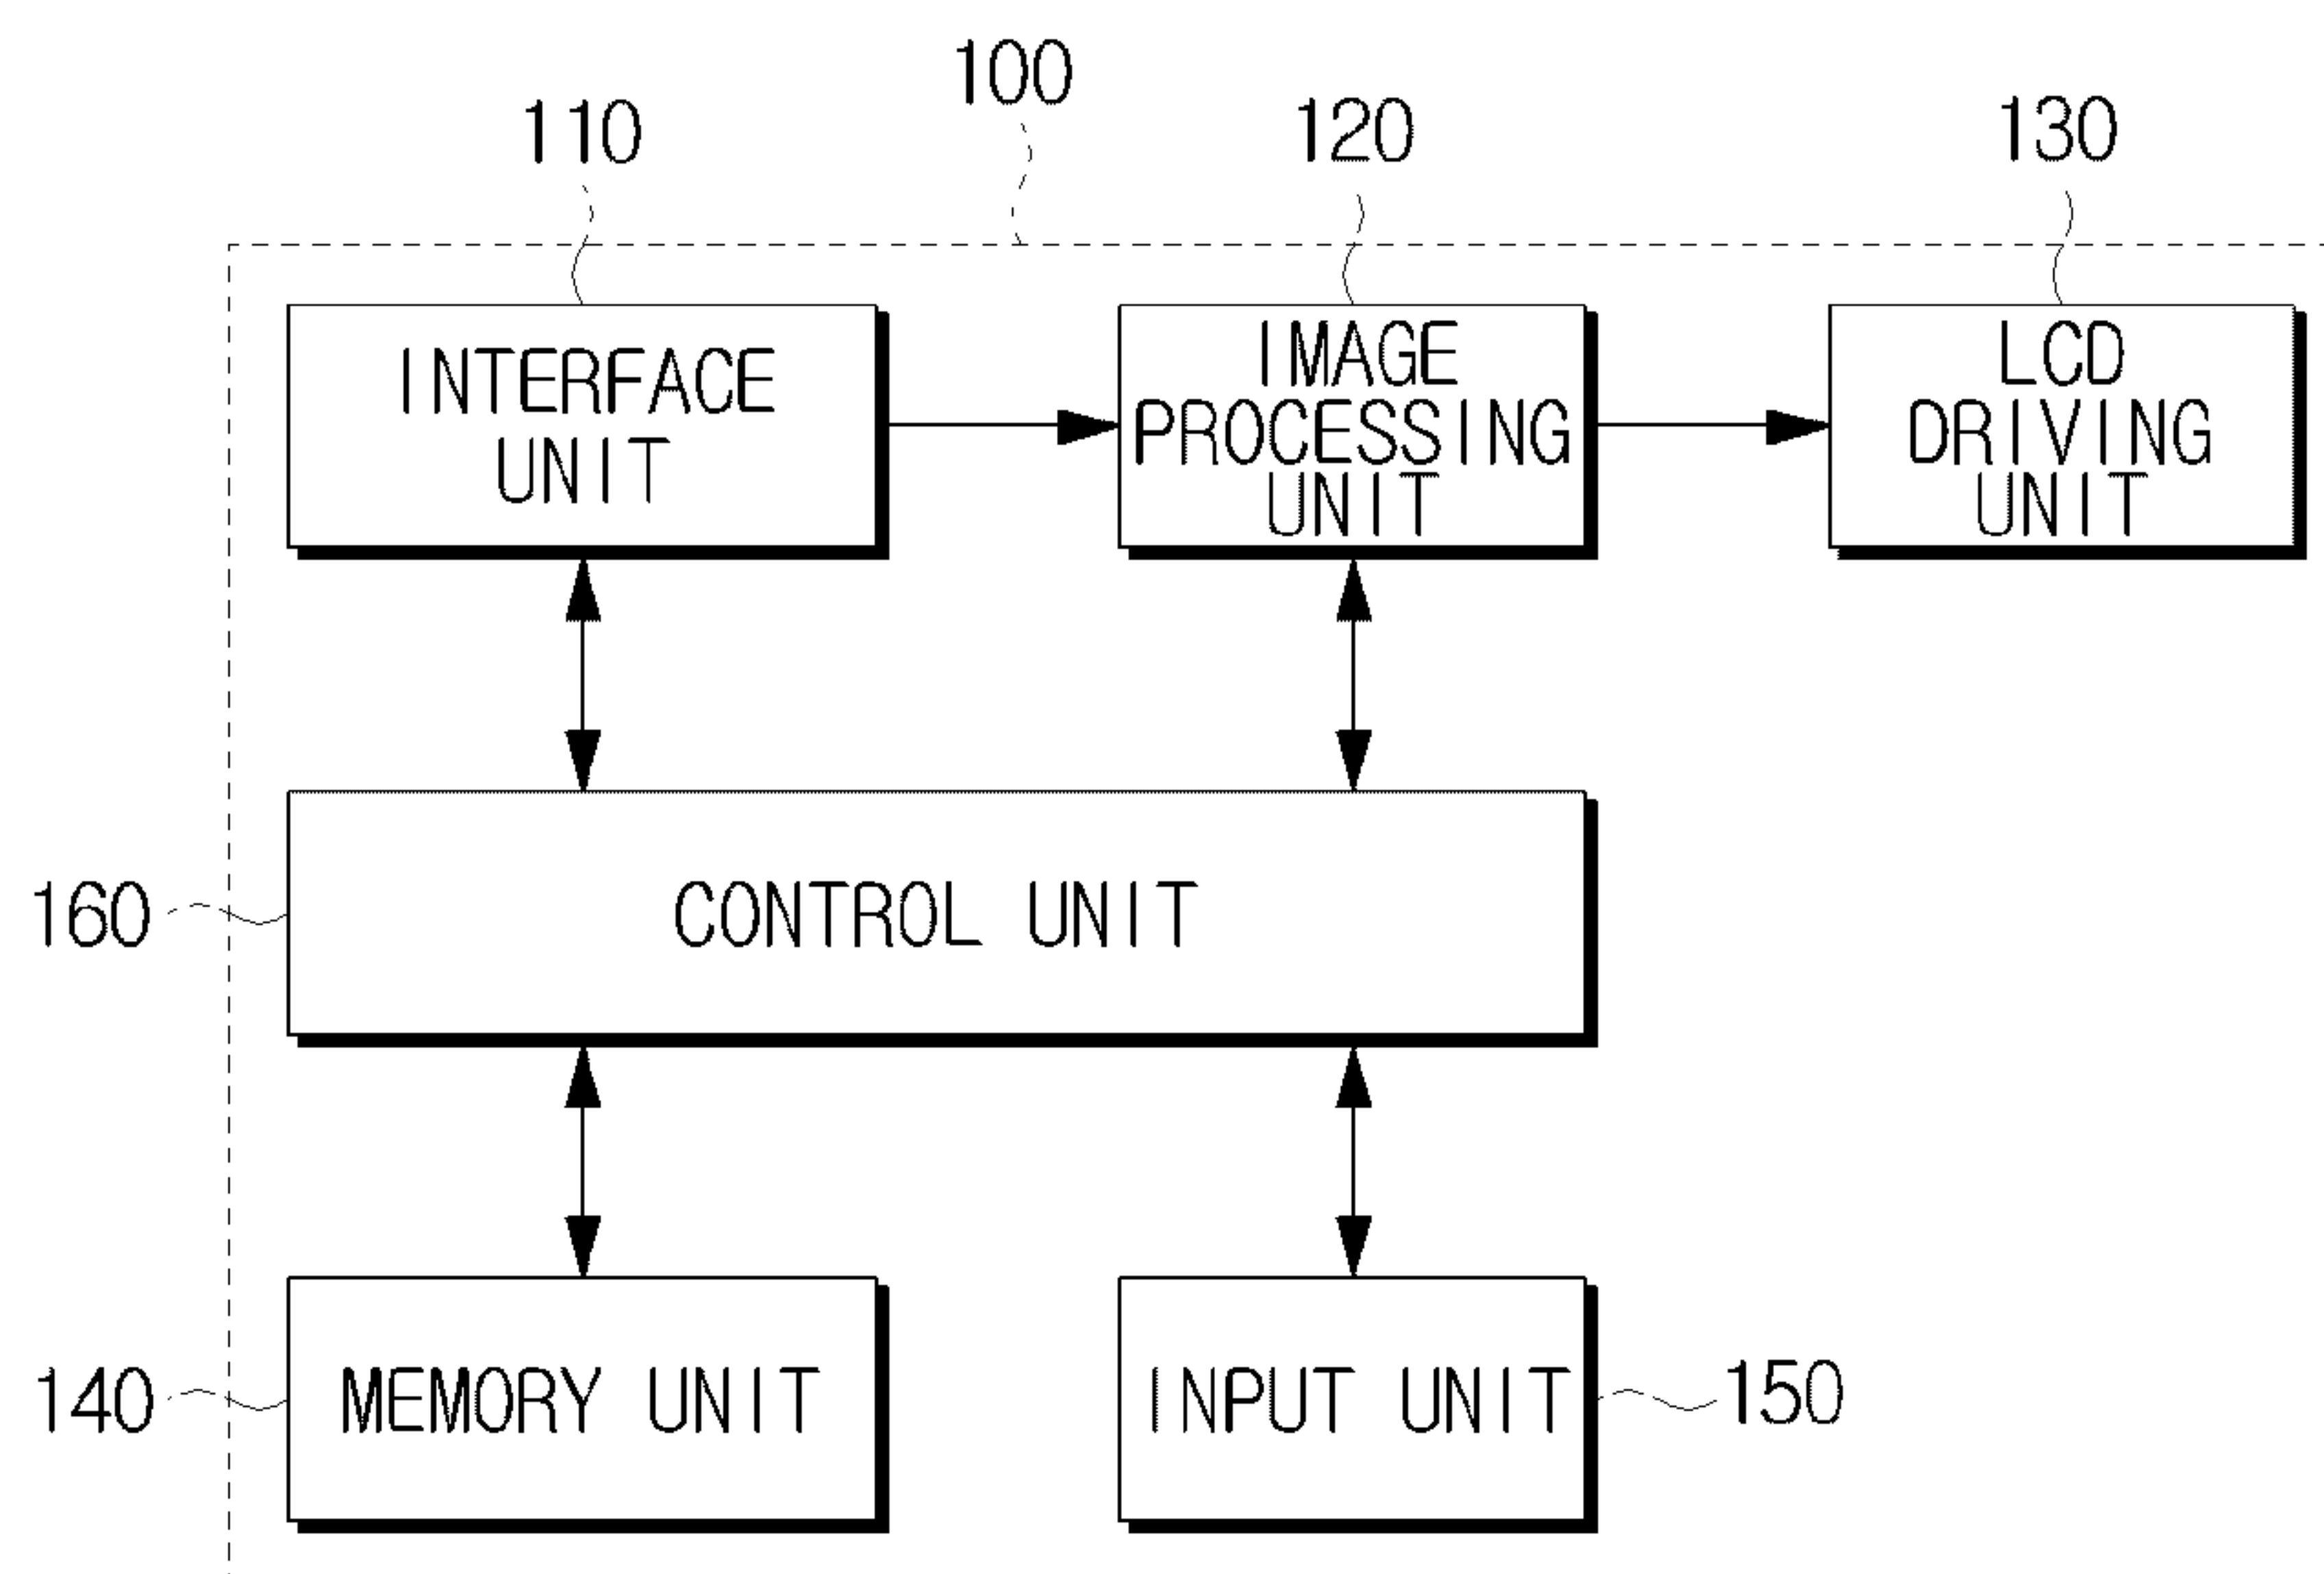 100
110
120
130
INTERFACE
UNIT
IMAGE
PROCESSING
UNIT
LCD
DRIVING
UNIT
160
CONTROL UNIT
140
MEMORY UNIT
INPUT UNIT
150